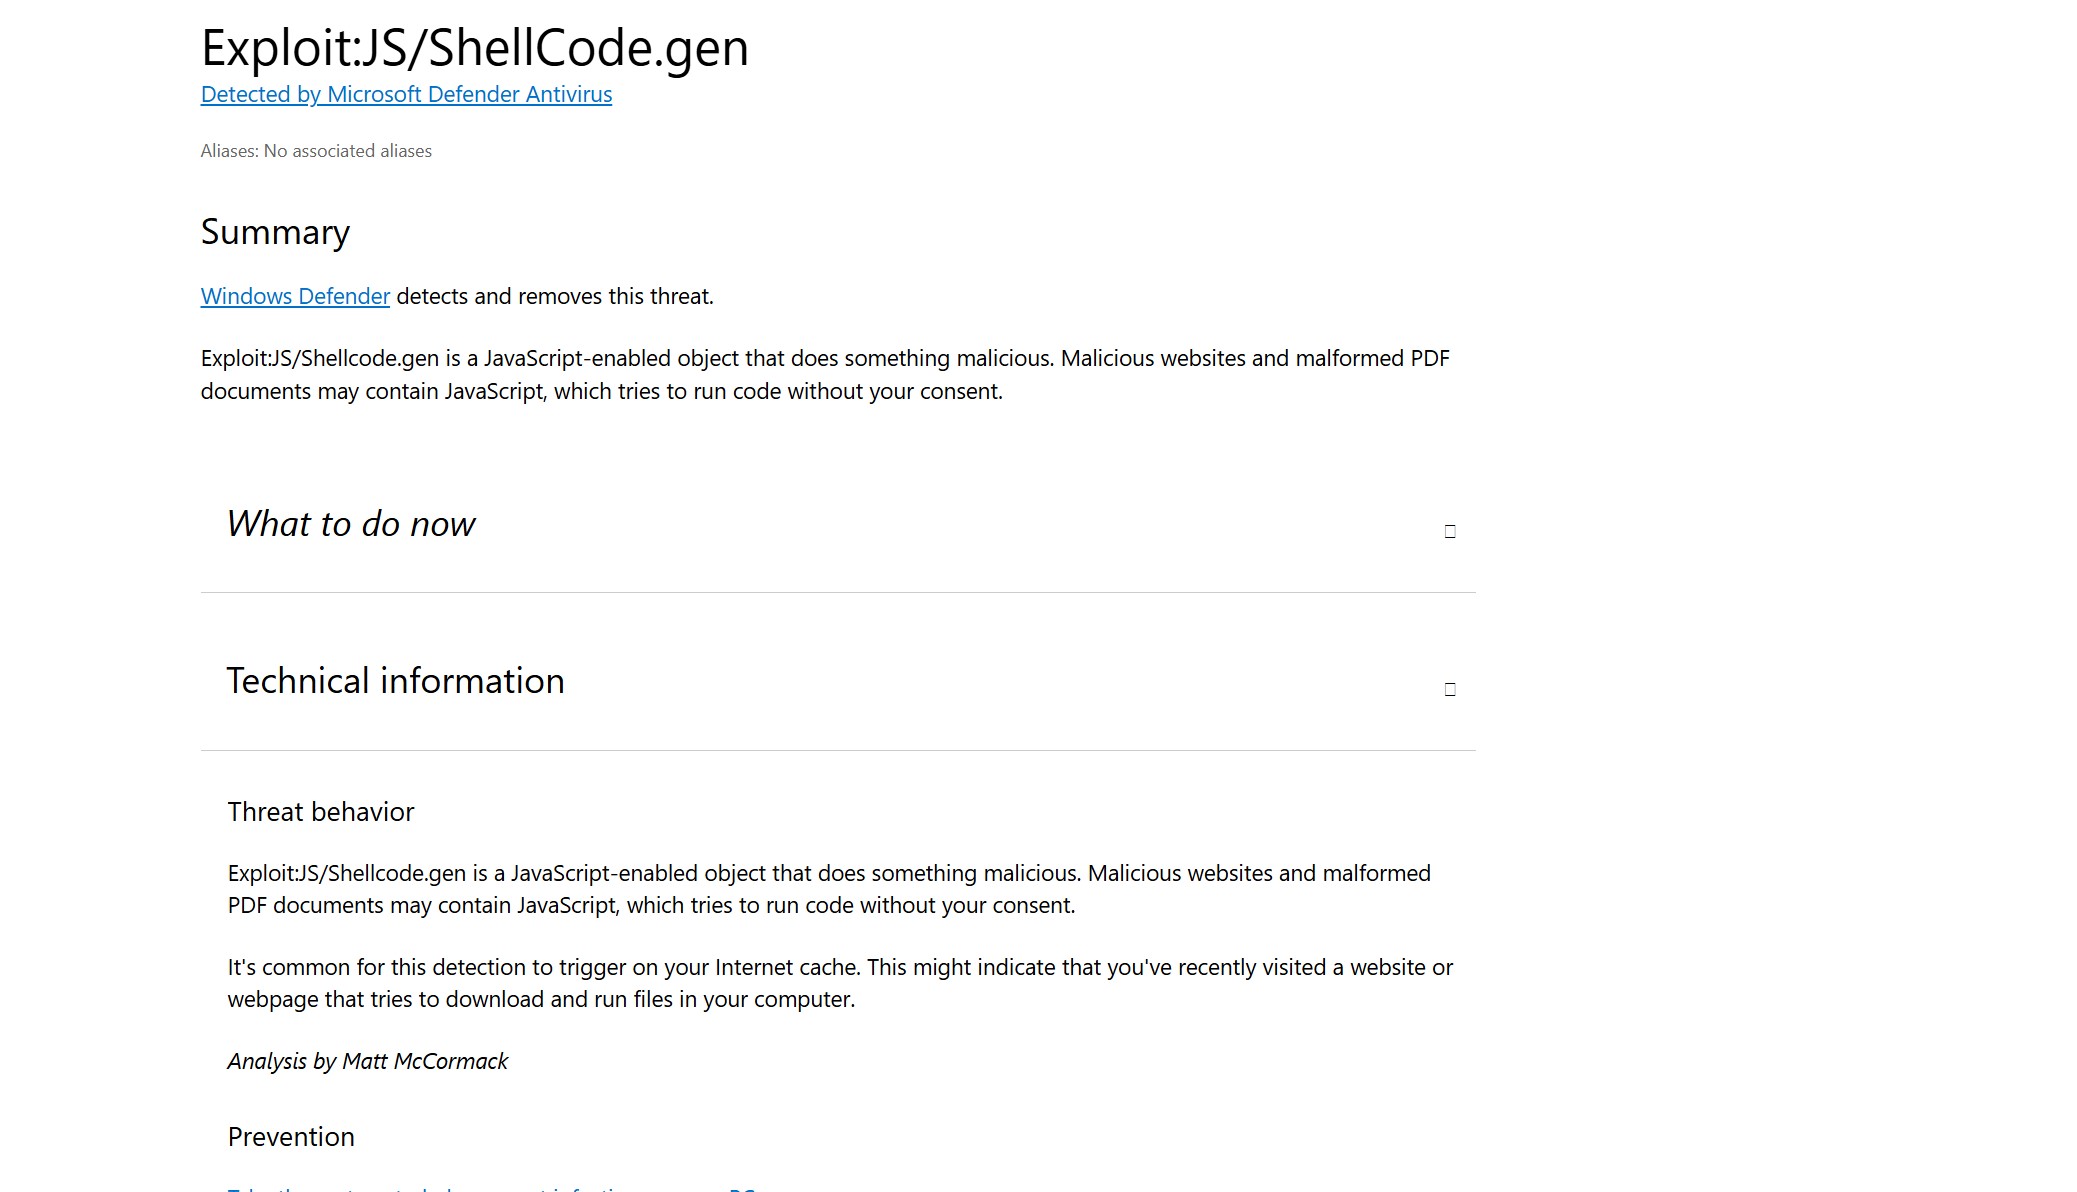 Exploit:JS/ShellCode.gen
Detected by Microsoft Defender Antivirus
Aliases: No associated aliases
Summary
Windows Defender detects and removes this threat.
Exploit:JS/Shellcode.gen is a JavaScript-enabled object that does something malicious. Malicious websites and malformed PDF
documents may contain JavaScript, which tries to run code without your consent.
What to do now
Technical information
Threat behavior
Exploit:JS/Shellcode.gen is a JavaScript-enabled object that does something malicious. Malicious websites and malformed
PDF documents may contain JavaScript, which tries to run code without your consent.
It's common for this detection to trigger on your Internet cache. This might indicate that you've recently visited a website or
webpage that tries to download and run files in your computer.
Analysis by Matt McCormack
Prevention